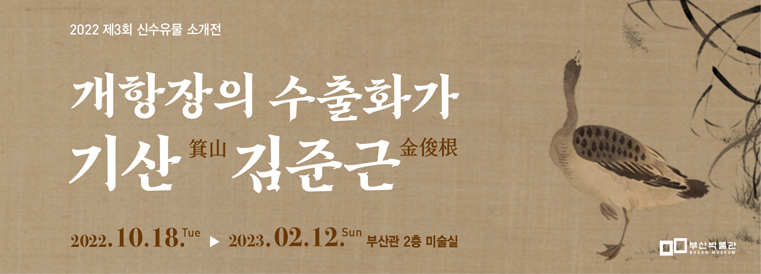 2022 제3회 신수유물 소개전
개항장의 수출화가
기산 箕山 김준근 金俊根
2022.10.18.Tue ▶ 2023.02.12.Sun 부산관 2층 미술실
부산박물관
BUSAN MUSEUM